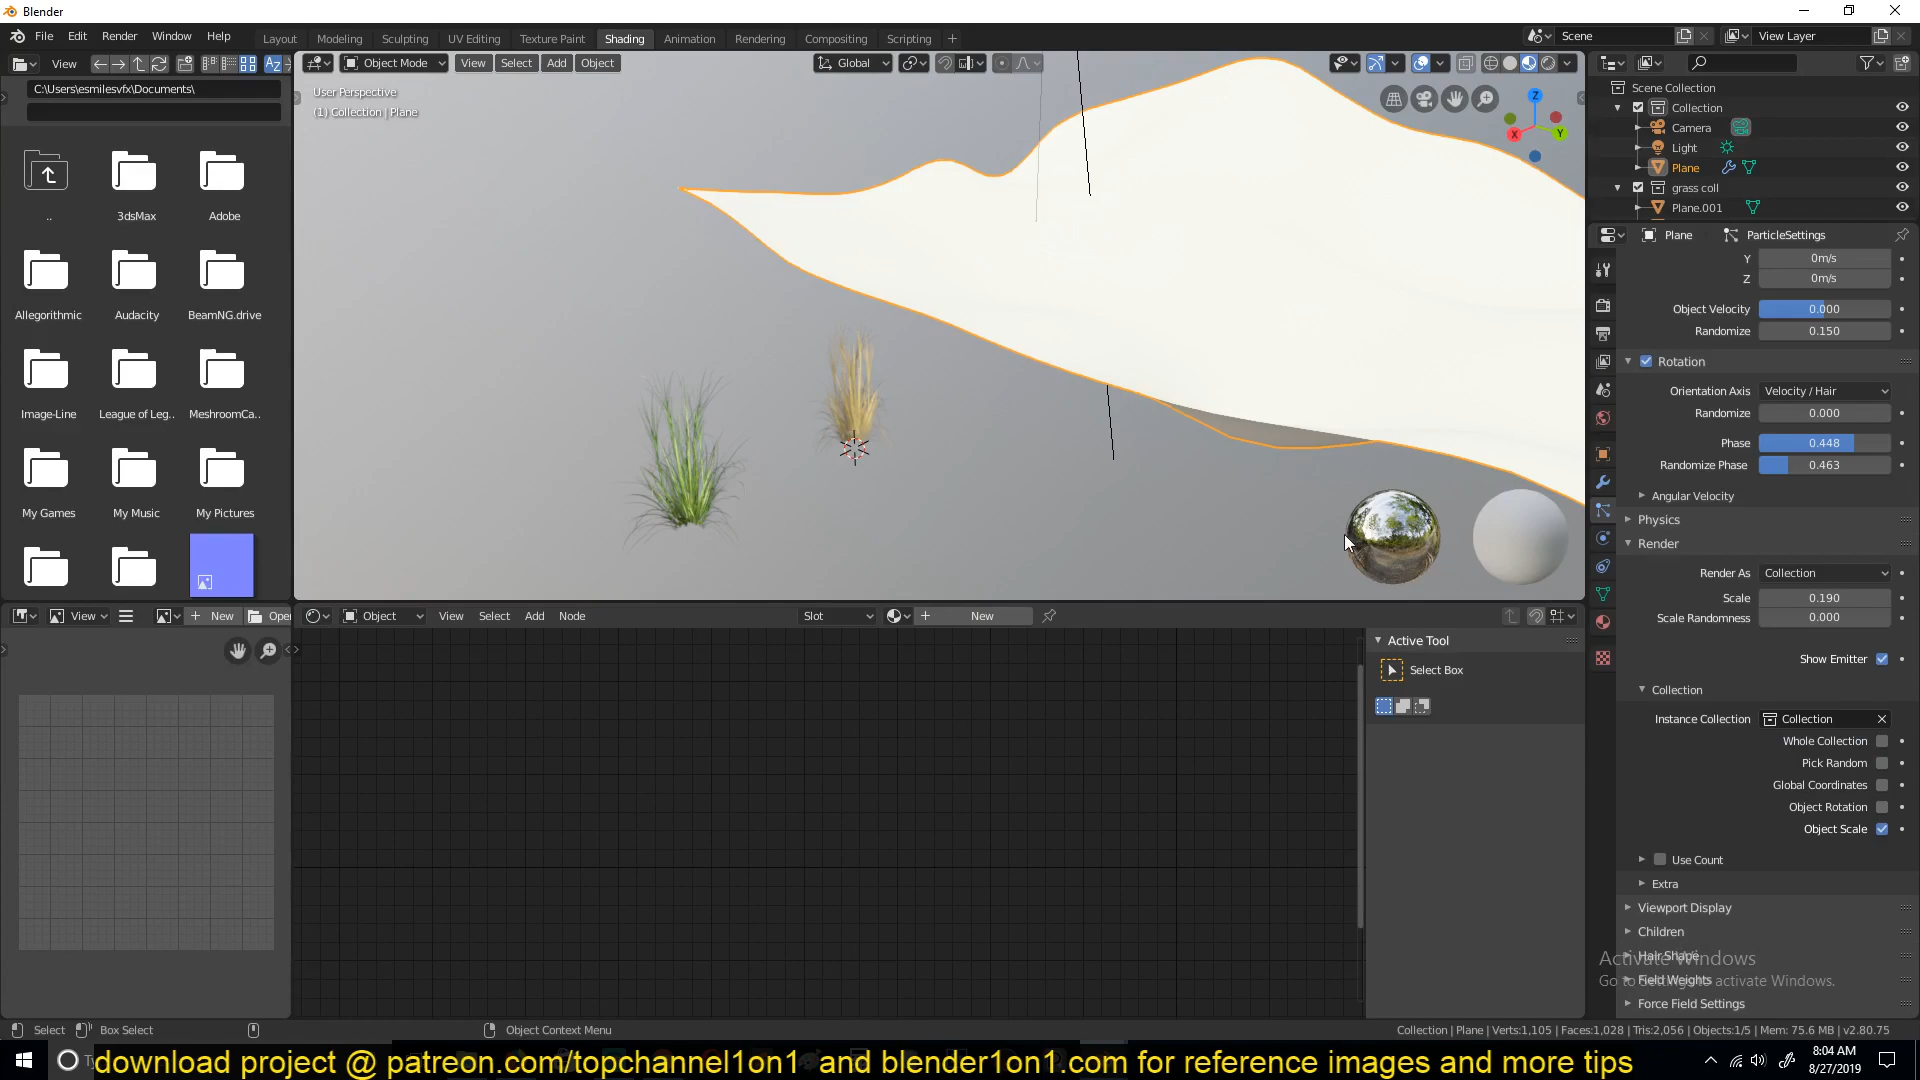 Blender
File Edit Render Window Help
Layout Modeling Sculpting UV Editing Texture Paint Shading Animation Rendering Compositing Scripting
Scene
View Layer
View
Object Mode View Select Add Object
Global
C:\Users\esmilesvfx\Documents\
User Perspective
(1) Collection | Plane
Z
X
Y
..
3dsMax
Adobe
Allegorithmic
Audacity
BeamNG.drive
Image-Line
League of Leg..
MeshroomCa..
My Games
My Music
My Pictures
Scene Collection
Collection
Camera
Light
Plane
grass coll
Plane.001
Plane ParticleSettings
Y 0m/s
Z 0m/s
Object Velocity 0.000
Randomize 0.150
Rotation
Orientation Axis Velocity / Hair
Randomize 0.000
Phase 0.448
Randomize Phase 0.463
Angular Velocity
Physics
Render
Render As Collection
Scale 0.190
Scale Randomness 0.000
Show Emitter
Collection
Instance Collection Collection
Whole Collection
Pick Random
Global Coordinates
Object Rotation
Object Scale
Use Count
Extra
Viewport Display
Children
Hair Shape
Field Weights
Force Field Settings
Activate Windows
Go to Settings to activate Windows.
View New Open
Object View Select Add Node
Slot New
Active Tool
Select Box
Select Box Select Object Context Menu
Collection | Plane | Verts:1,105 | Faces:1,028 | Tris:2,056 | Objects:1/5 | Mem: 75.6 MB | v2.80.75
download project @ patreon.com/topchannel1on1 and blender1on1.com for reference images and more tips
8:04 AM
8/27/2019